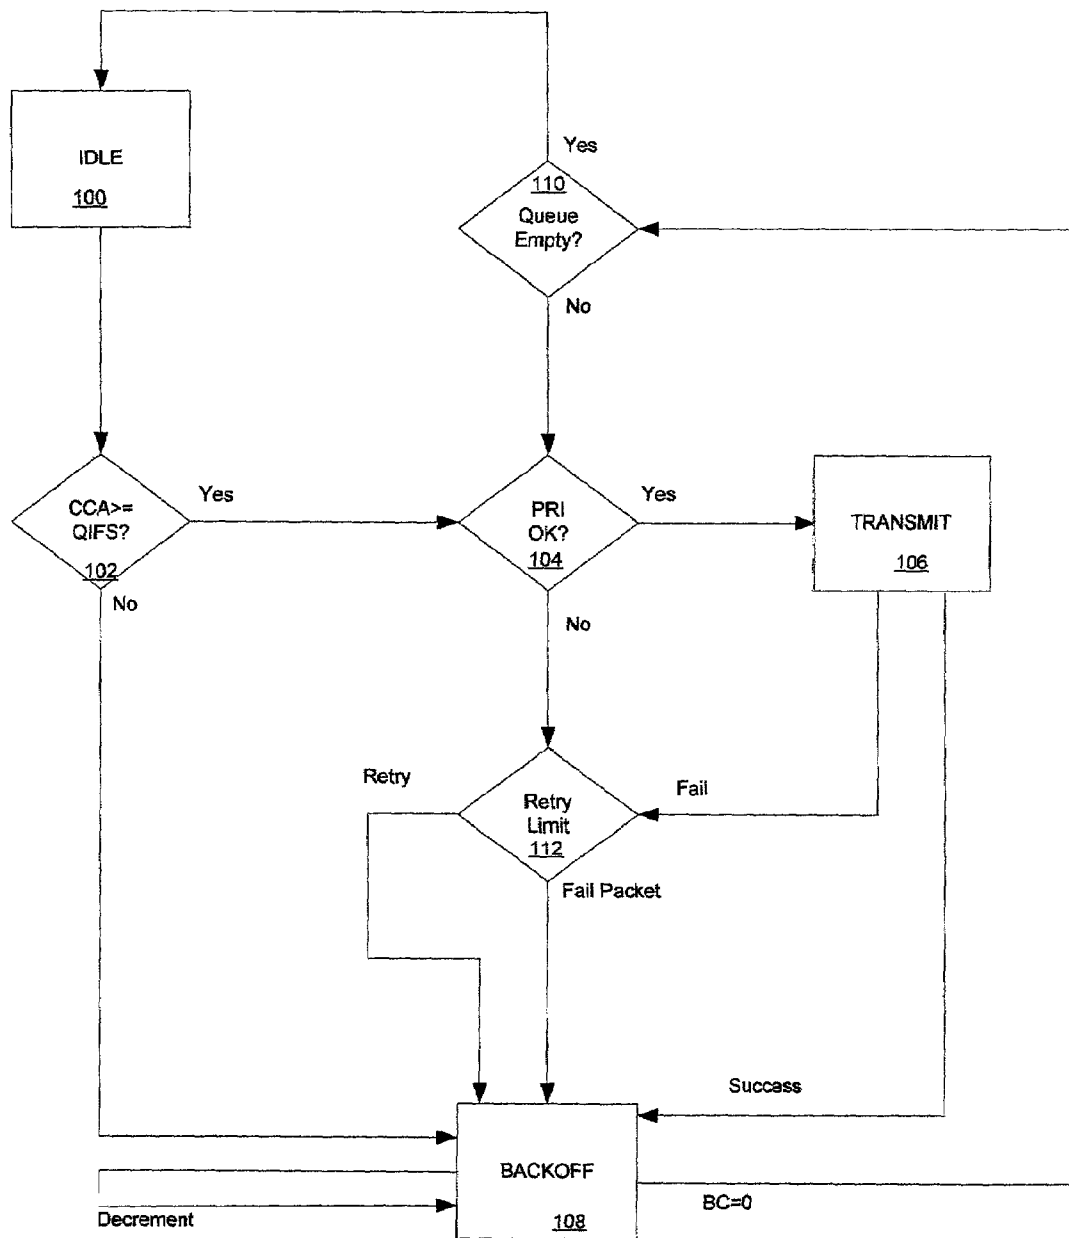 IDLE
100
Yes
110
Queue
Empty?
No
CCA>=
QIFS?
102
Yes
No
PRI
OK?
104
Yes
TRANSMIT
106
No
Retry
Retry
Limit
112
Fail
Fail Packet
Success
BACKOFF
108
BC=0
Decrement